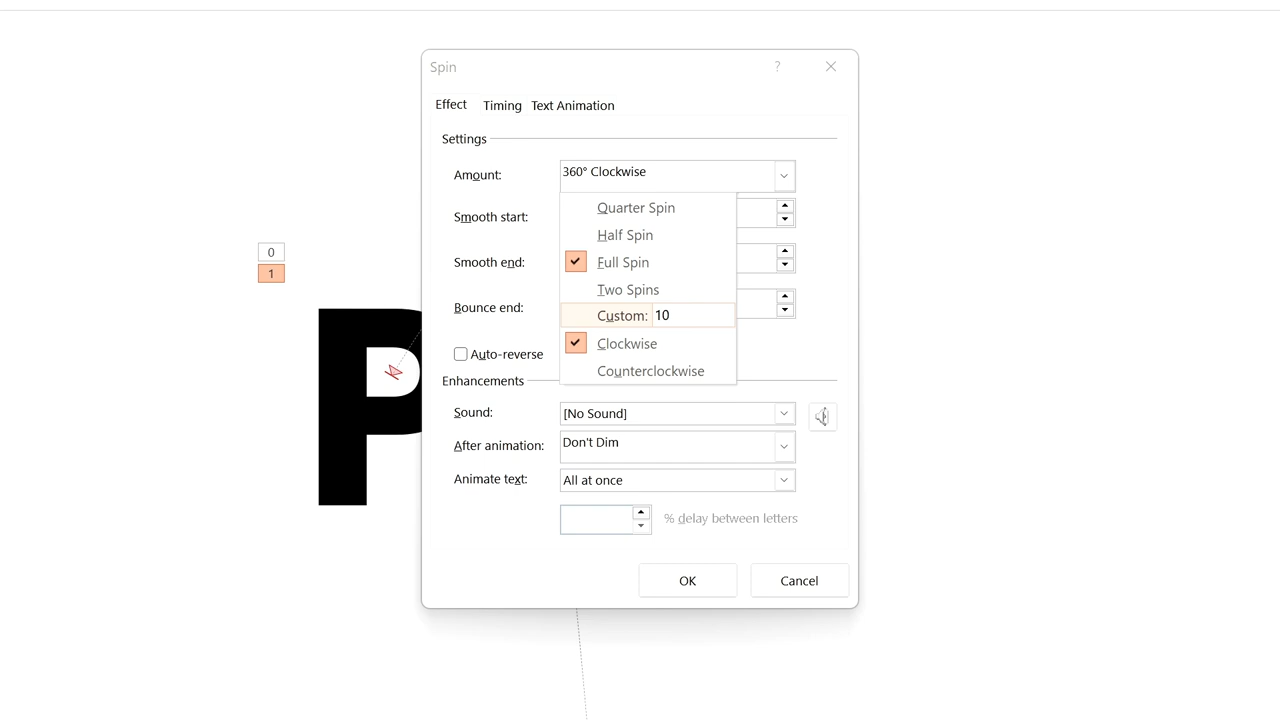 Spin ?
Effect Timing Text Animation
Settings
Amount: 360° Clockwise
Quarter Spin
Smooth start:
Half Spin
Smooth end: Full Spin
Two Spins
Bounce end: Custom: 10
Clockwise
Auto-reverse
Counterclockwise
Enhancements
Sound: [No Sound]
After animation: Don't Dim
Animate text: All at once
% delay between letters
OK Cancel
0
1
P